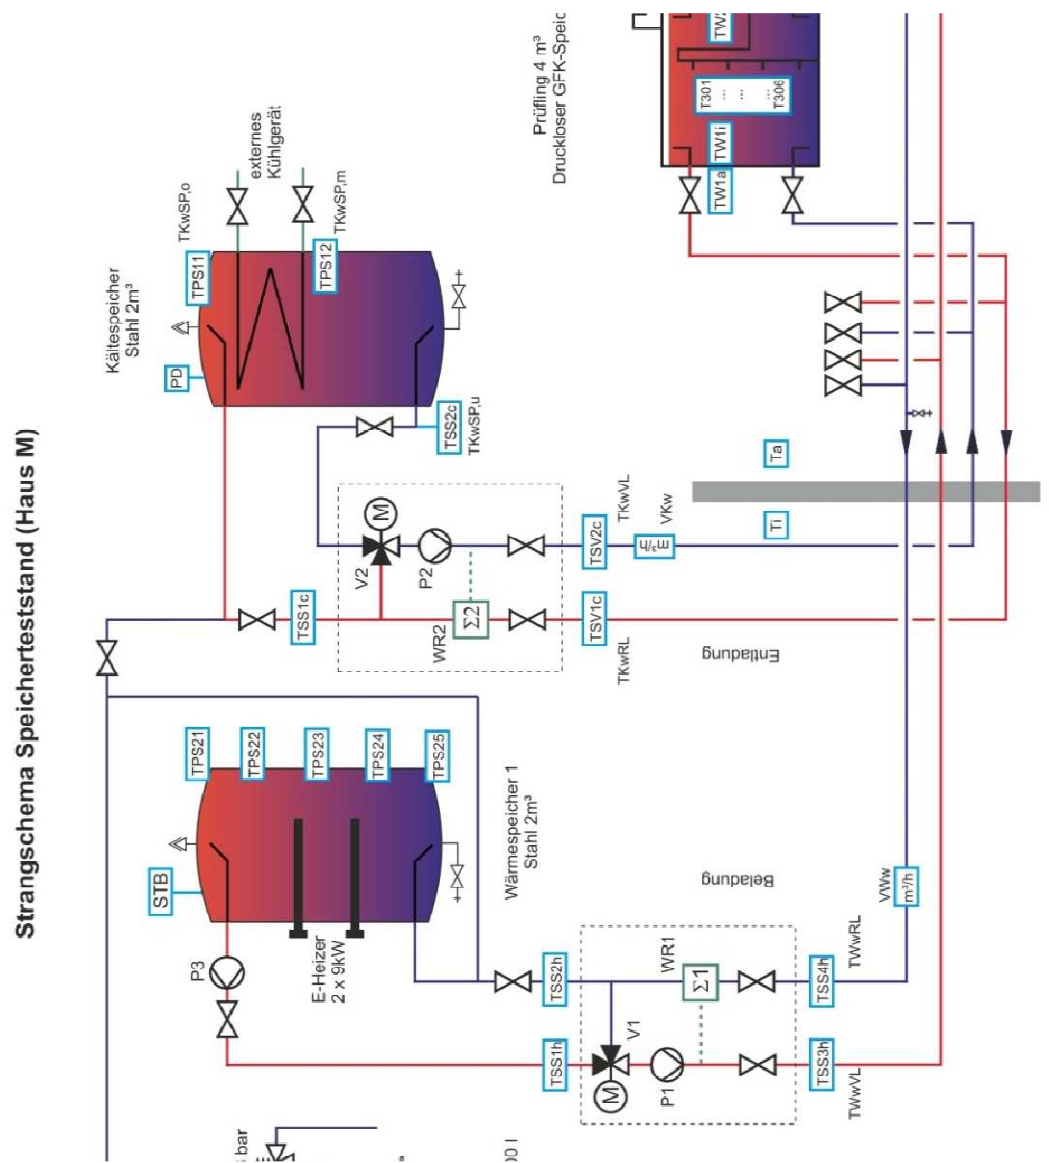 Strangschema Speicherteststand (Haus M)
Kältespeicher
Stahl 2m³
externes
Kühlgerät
Prüfling 4 m³
Druckloser GFK-Speic
TKwSP,o
TKwSP,m
TPS11
TPS12
PD
TSS2c
TKwSP,u
TW2
T301
...
...
T306
TW1i
TW1a
Ta
Ti
TSS1c
V2
M
P2
WR2
Σ2
TSV2c
TKwVL
VKw
m³/h
TSV1c
TKwRL
Entladung
TPS21
TPS22
TPS23
TPS24
TPS25
STB
Wärmespeicher 1
Stahl 2m³
P3
E-Heizer
2 x 9kW
Beladung
TSS2h
TSS1h
WR1
Σ1
V1
M
P1
TSS4h
TWwRL
TSS3h
TWwVL
VWw
m³/h
bar
00 l